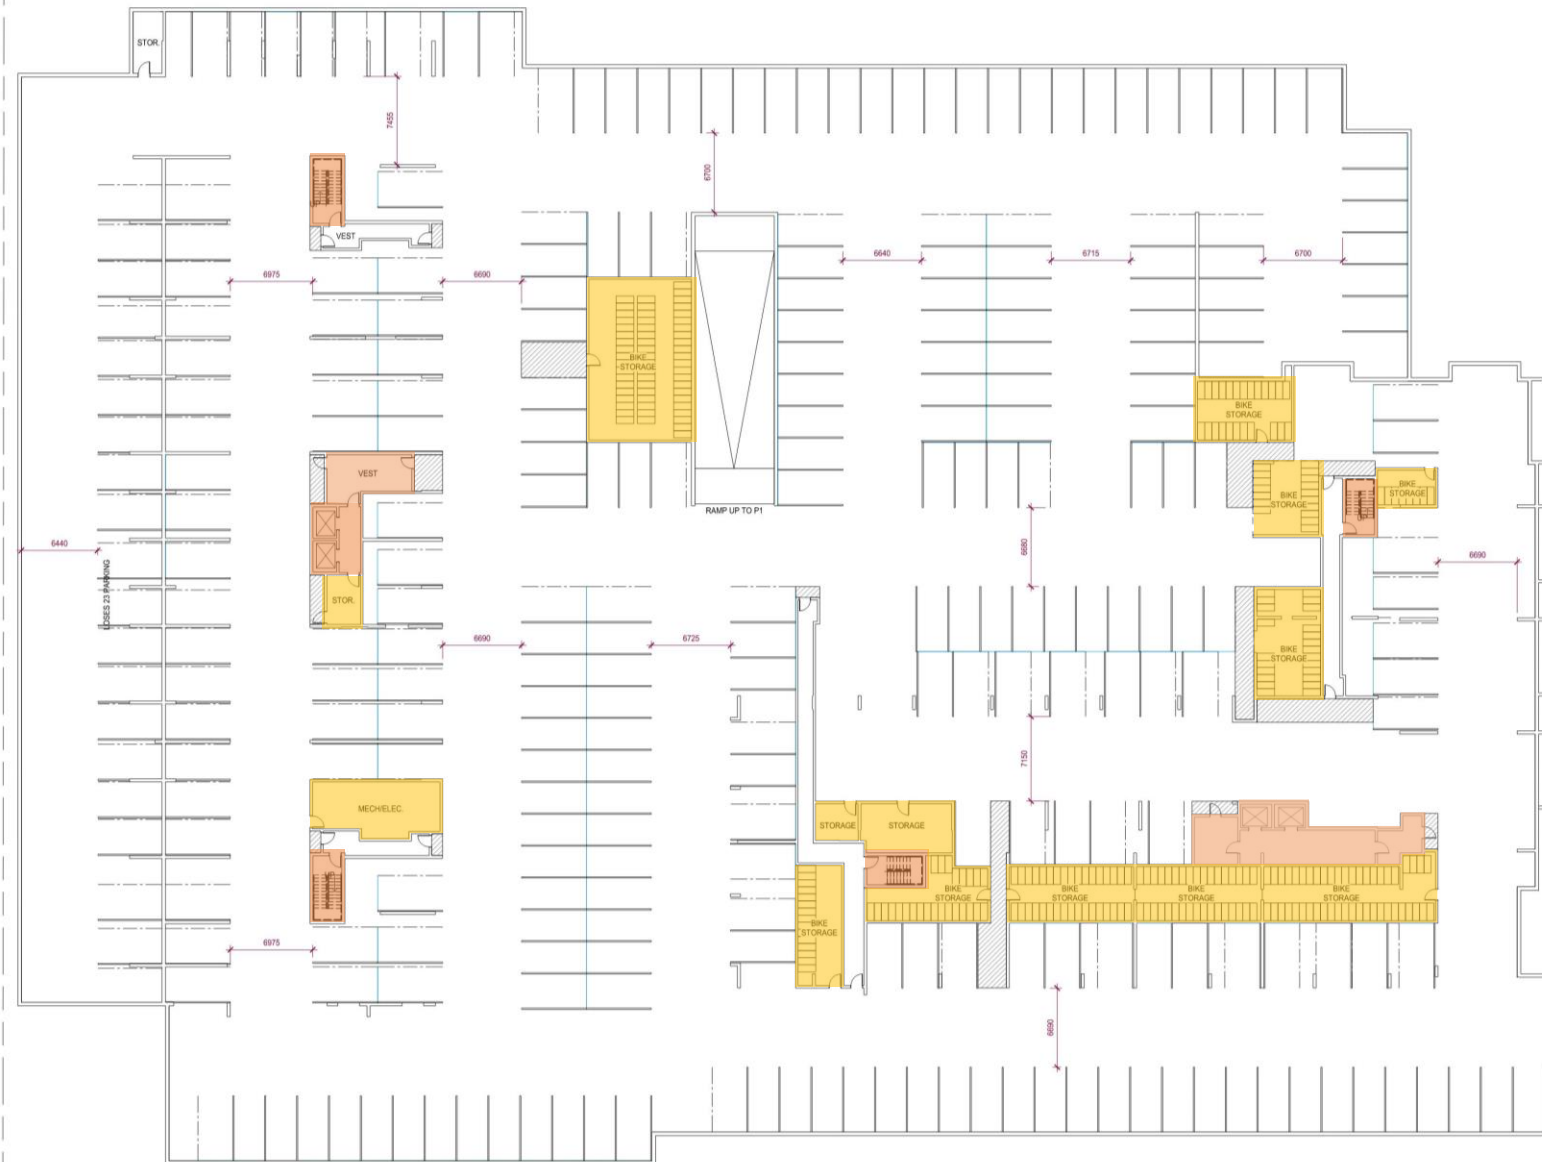 STOR.
7455
6700
VEST
6975
6690
6640
6715
6700
BIKE
STORAGE
BIKE
STORAGE
VEST
BIKE
STORAGE
BIKE
STORAGE
RAMP UP TO P1
6440
LOSES 23 PARKING
6680
6690
STOR.
6690
6725
BIKE
STORAGE
7150
MECH/ELEC.
STORAGE
STORAGE
BIKE
STORAGE
BIKE
STORAGE
BIKE
STORAGE
BIKE
STORAGE
BIKE
STORAGE
6975
6690